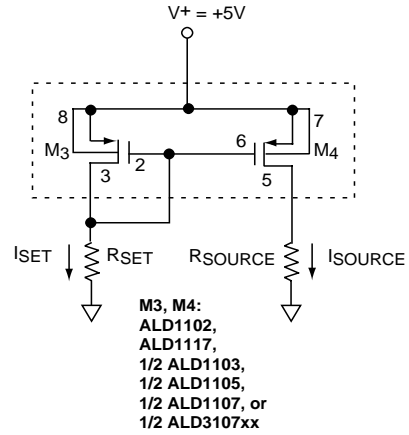 V+ = +5V
8
7
M3
2
6
M4
3
5
ISET
RSET
RSOURCE
ISOURCE
M3, M4:
ALD1102,
ALD1117,
1/2 ALD1103,
1/2 ALD1105,
1/2 ALD1107, or
1/2 ALD3107xx